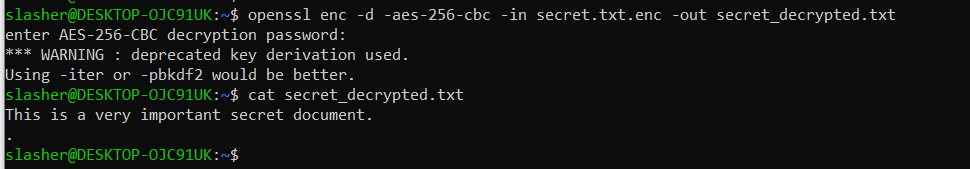 slasher@DESKTOP-OJC91UK:~$ openssl enc -d -aes-256-cbc -in secret.txt.enc -out secret_decrypted.txt
enter AES-256-CBC decryption password:
*** WARNING : deprecated key derivation used.
Using -iter or -pbkdf2 would be better.
slasher@DESKTOP-OJC91UK:~$ cat secret_decrypted.txt
This is a very important secret document.
.
slasher@DESKTOP-OJC91UK:~$